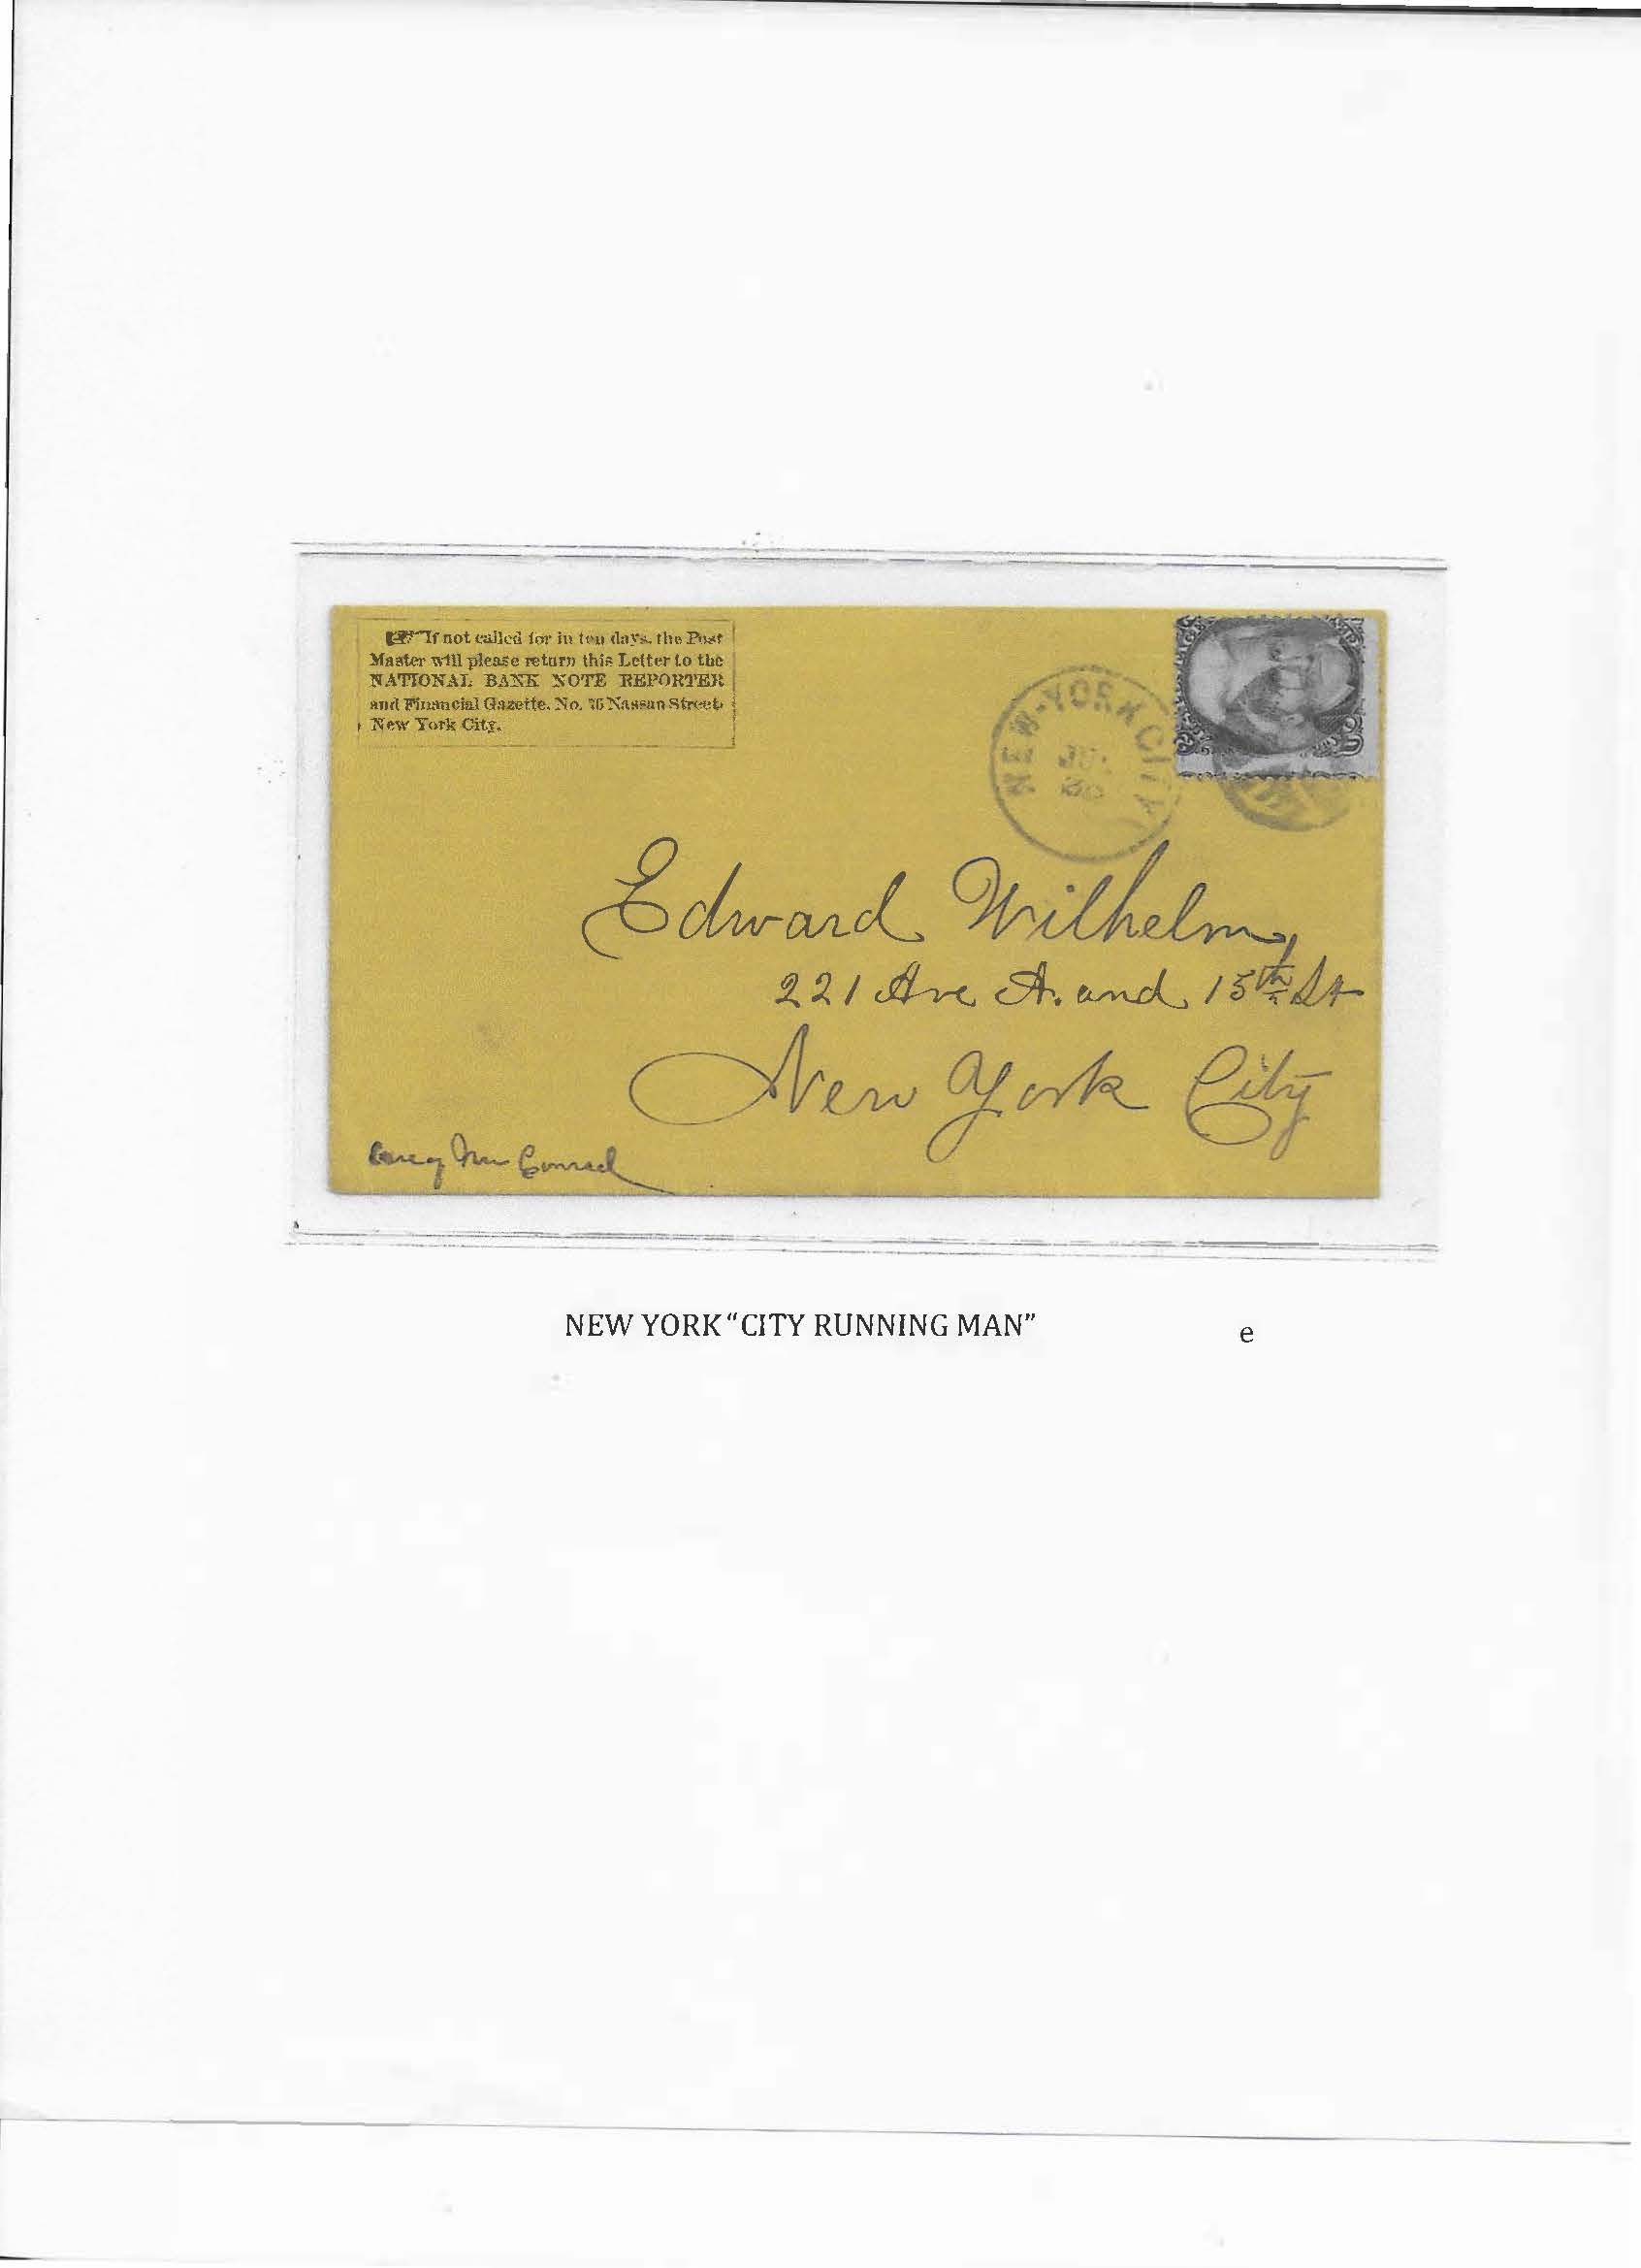 ☞ If not called for in ten days, the Post
Master will please return this Letter to the
NATIONAL BANK NOTE REPORTER
and Financial Gazette. No. 76 Nassau Street,
New York City.
NEW-YORK CITY
30
Edward Wilhelm,
221 Ave A. and 15th St
New York City
NEW YORK "CITY RUNNING MAN"
e